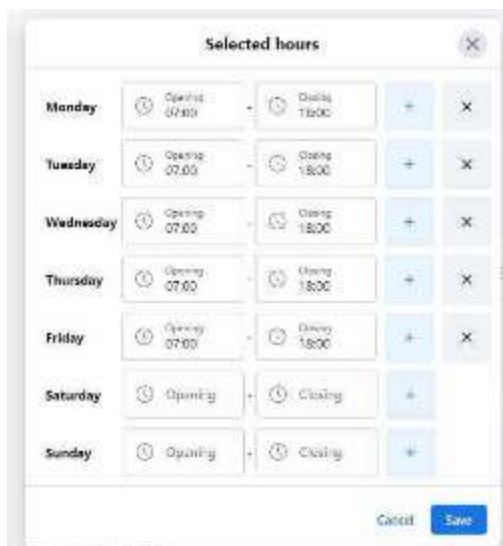 Selected hours
Monday Opening 07:00 - Closing 18:00 + ×
Tuesday Opening 07:00 - Closing 18:00 + ×
Wednesday Opening 07:00 - Closing 18:00 + ×
Thursday Opening 07:00 - Closing 18:00 + ×
Friday Opening 07:00 - Closing 18:00 + ×
Saturday Opening - Closing +
Sunday Opening - Closing +
Cancel Save